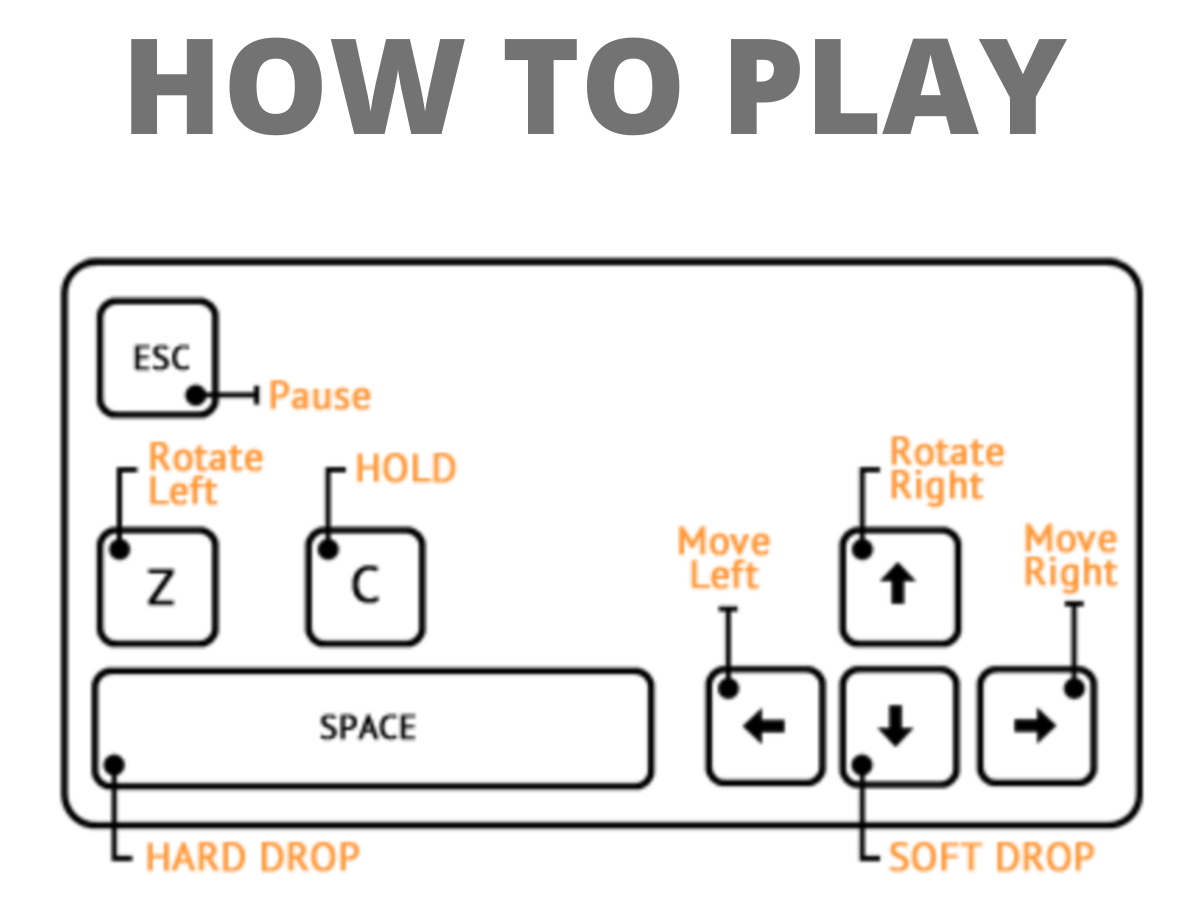 HOW TO PLAY
ESC
Pause
Rotate
Left
HOLD
Rotate
Right
Move
Left
Move
Right
Z
C
SPACE
HARD DROP
SOFT DROP